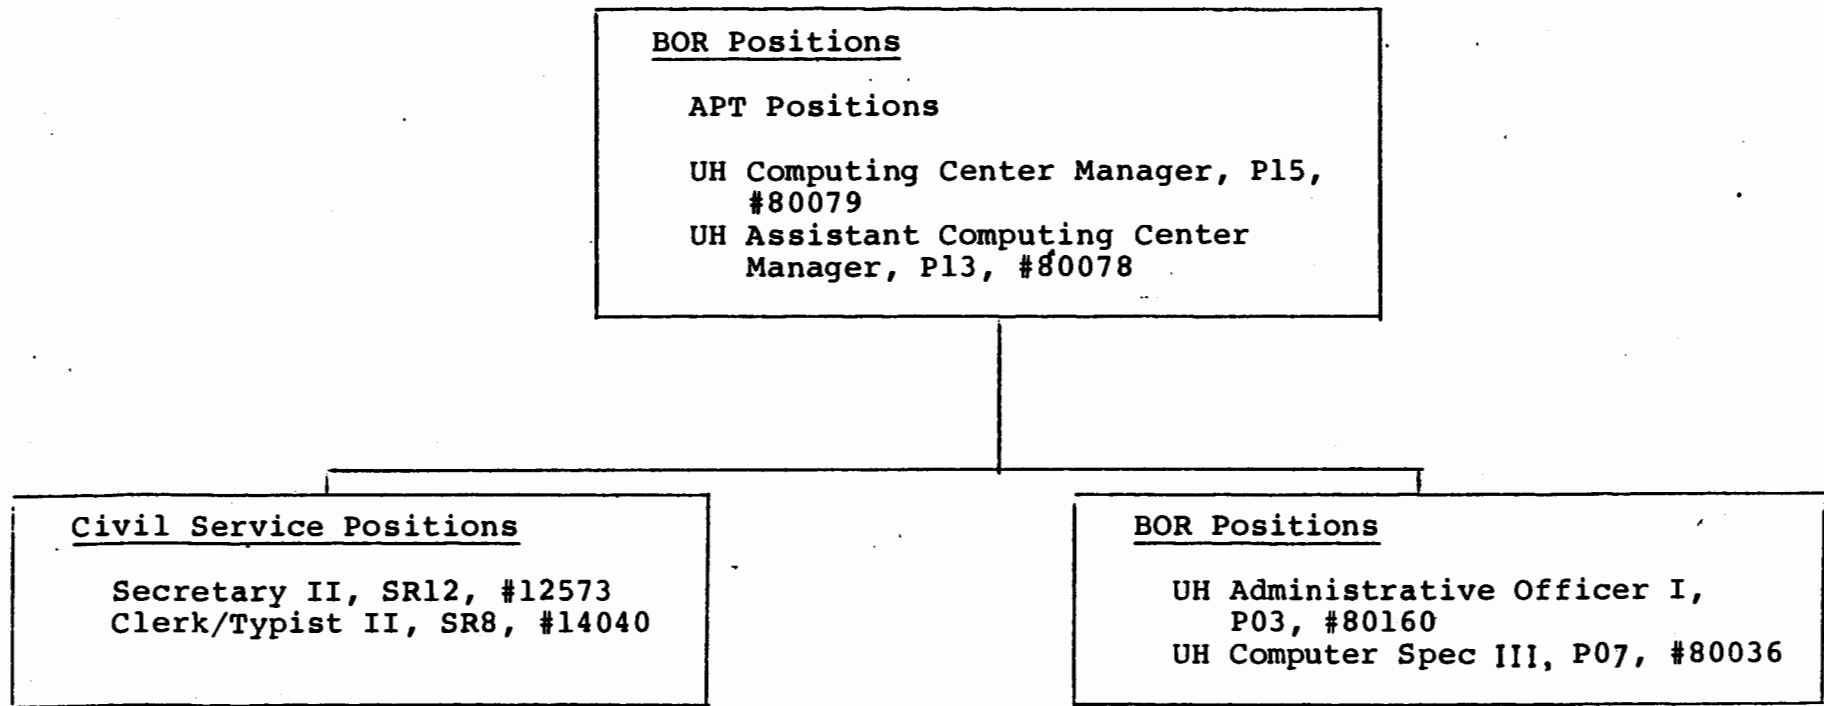 BOR Positions
APT Positions
UH Computing Center Manager, P15,
#80079
UH Assistant Computing Center
Manager, P13, #80078
Civil Service Positions
Secretary II, SR12, #12573
Clerk/Typist II, SR8, #14040
BOR Positions
UH Administrative Officer I,
P03, #80160
UH Computer Spec III, P07, #80036